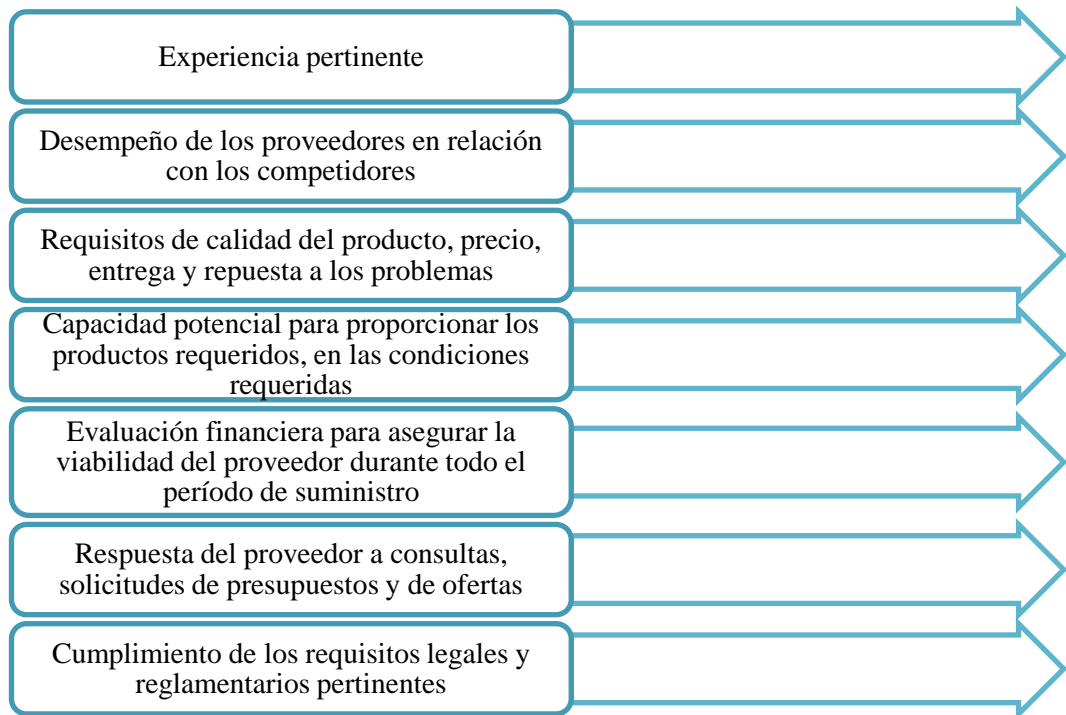 Experiencia pertinente
Desempeño de los proveedores en relación
con los competidores
Requisitos de calidad del producto, precio,
entrega y repuesta a los problemas
Capacidad potencial para proporcionar los
productos requeridos, en las condiciones
requeridas
Evaluación financiera para asegurar la
viabilidad del proveedor durante todo el
período de suministro
Respuesta del proveedor a consultas,
solicitudes de presupuestos y de ofertas
Cumplimiento de los requisitos legales y
reglamentarios pertinentes